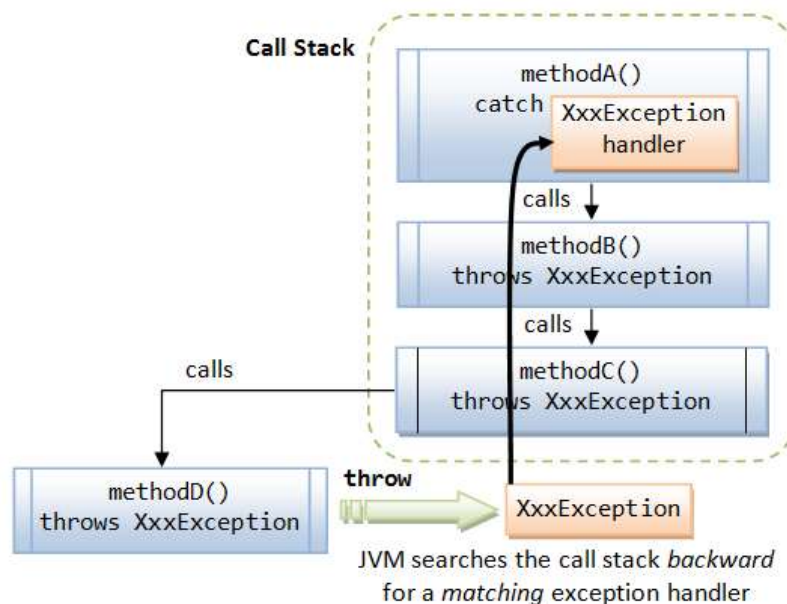 Call Stack
methodA()
catch
XxxException
handler
calls
methodB()
throws XxxException
calls
methodC()
throws XxxException
calls
methodD()
throws XxxException
throw
XxxException
JVM searches the call stack backward
for a matching exception handler